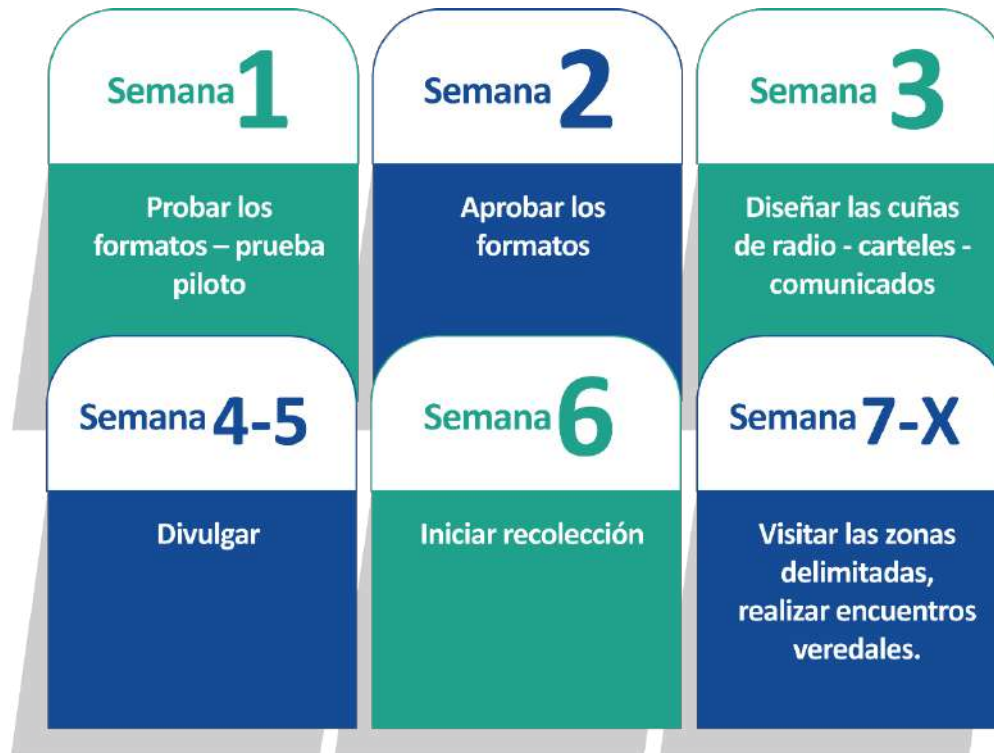 Semana 1
Probar los
formatos – prueba
piloto
Semana 2
Aprobar los
formatos
Semana 3
Diseñar las cuñas
de radio - carteles -
comunicados
Semana 4-5
Divulgar
Semana 6
Iniciar recolección
Semana 7-X
Visitar las zonas
delimitadas,
realizar encuentros
veredales.